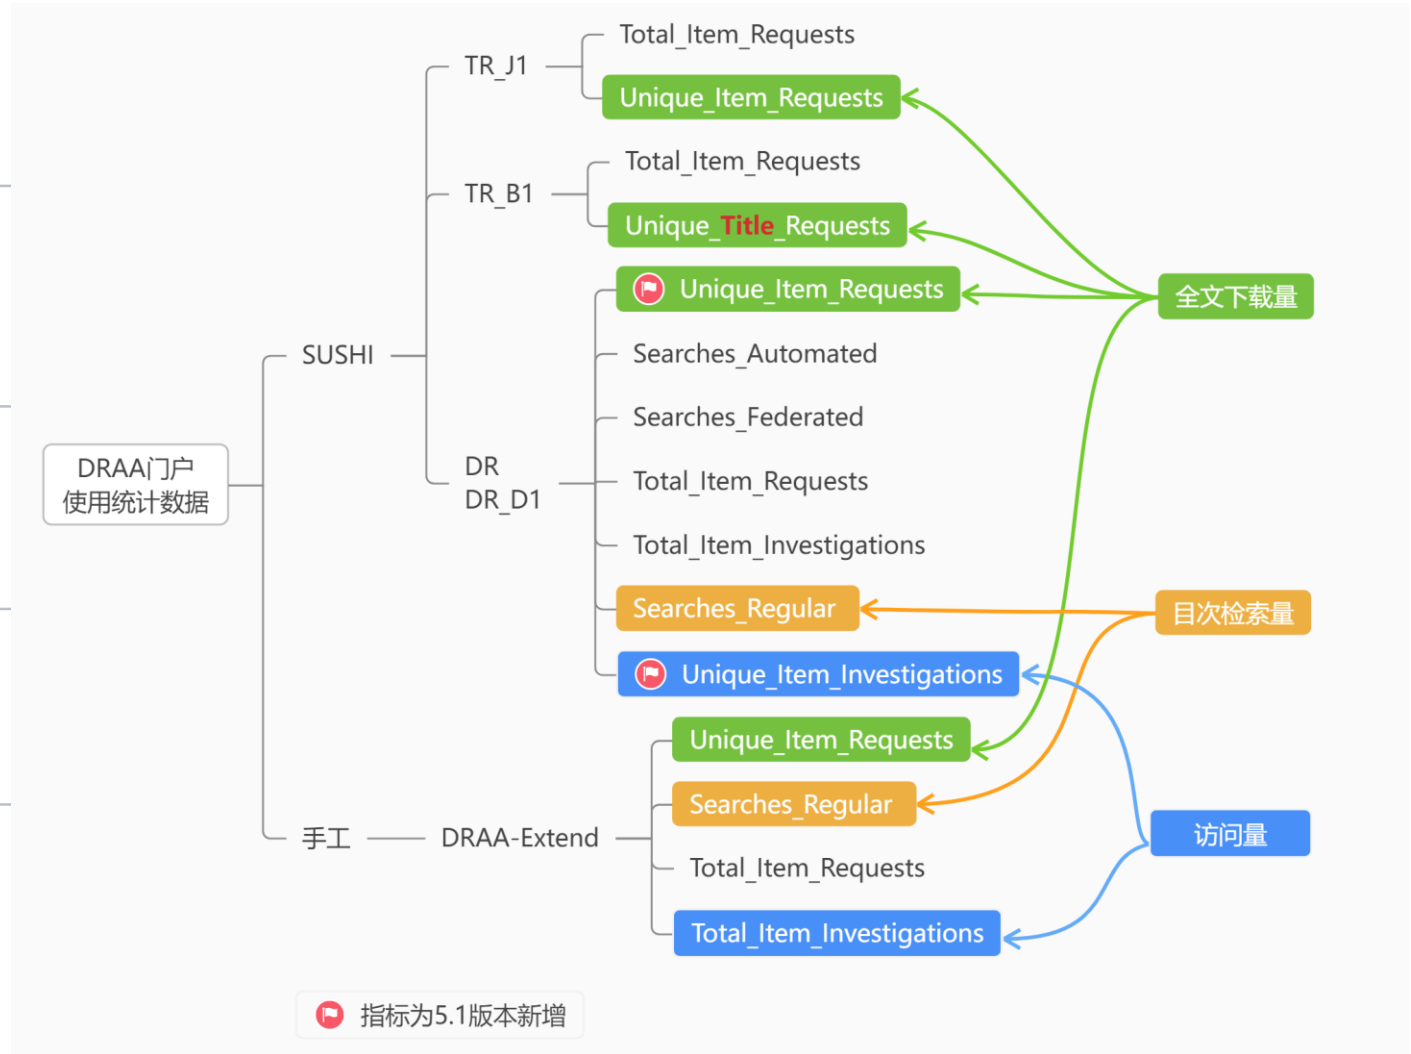 Total_Item_Requests
TR_J1
Unique_Item_Requests
Total_Item_Requests
TR_B1
Unique_Title_Requests
Unique_Item_Requests
全文下载量
SUSHI
Searches_Automated
Searches_Federated
DRAA门户
使用统计数据
DR
DR_D1
Total_Item_Requests
Total_Item_Investigations
Searches_Regular
目次检索量
Unique_Item_Investigations
Unique_Item_Requests
Searches_Regular
手工
DRAA-Extend
访问量
Total_Item_Requests
Total_Item_Investigations
指标为5.1版本新增